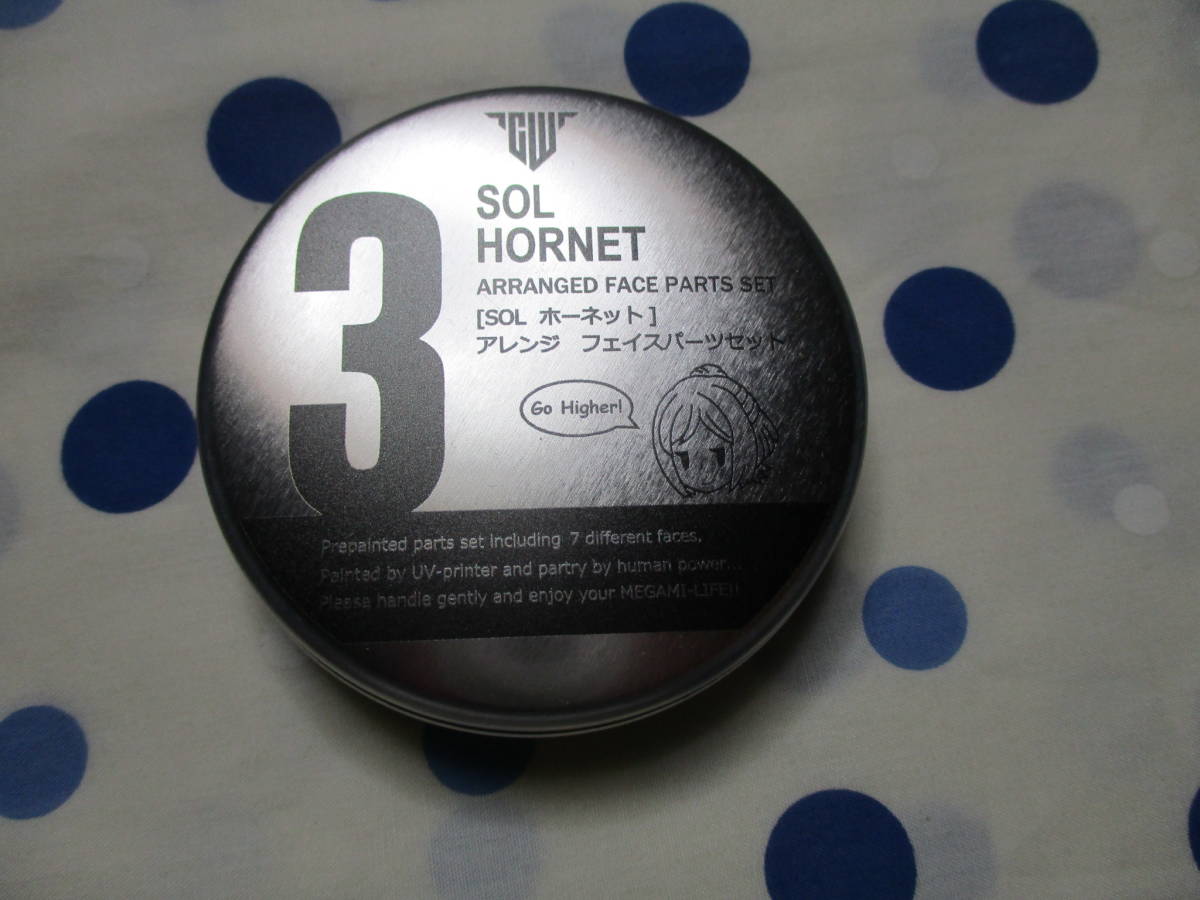 GW
3
SOL
HORNET
ARRANGED FACE PARTS SET
[SOL ホーネット]
アレンジ フェイスパーツセット
Go Higher!
Prepainted parts set including 7 different faces,
Painted by UV-printer and partry by human power...
Please handle gently and enjoy your MEGAMI-LIFE!!